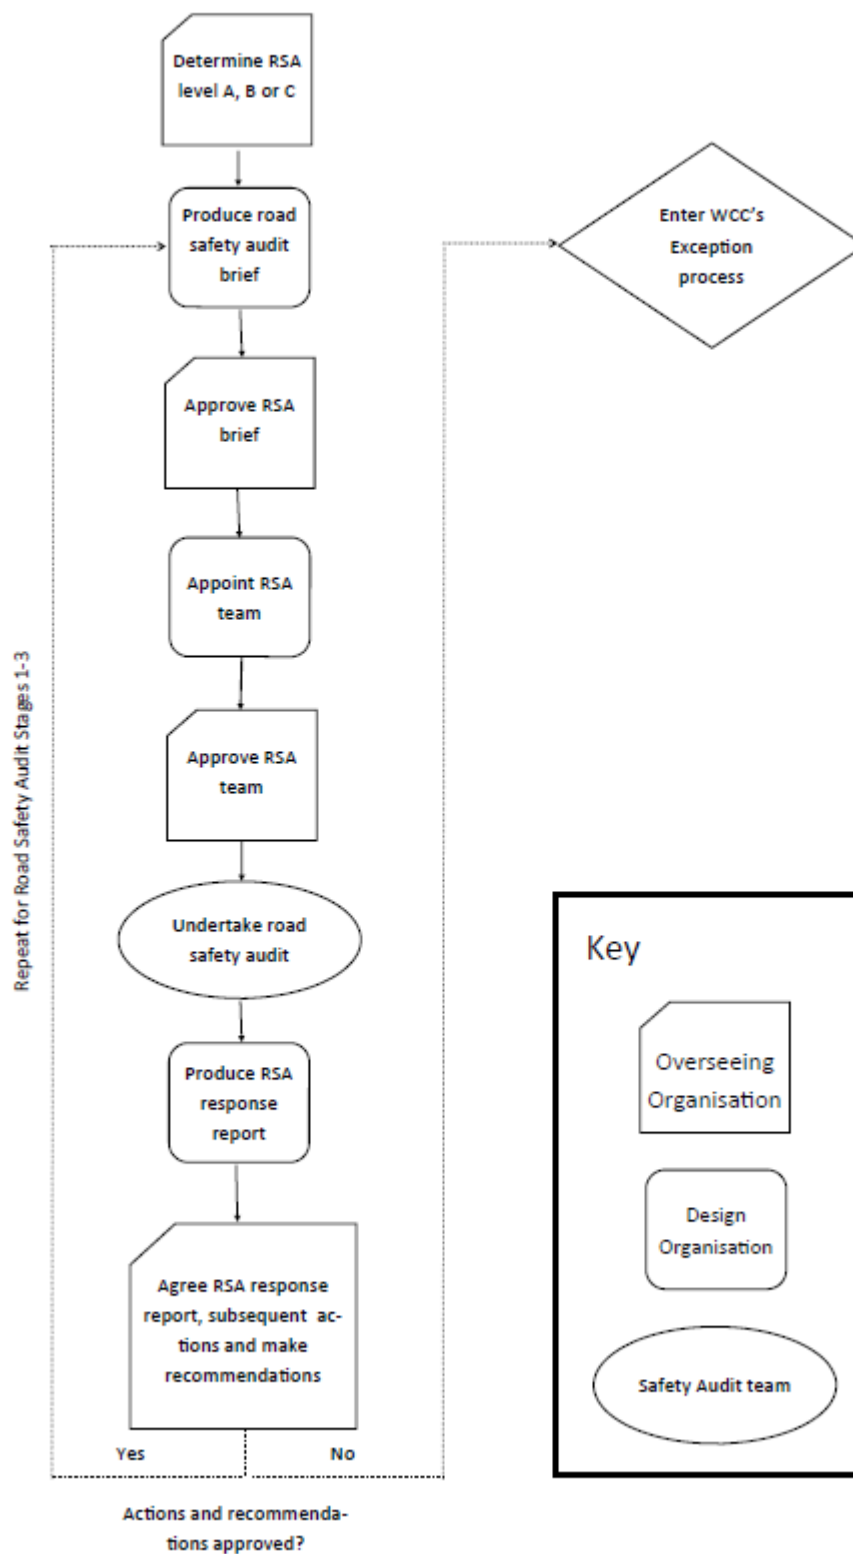 Determine RSA
level A, B or C
Produce road
safety audit
brief
Enter WCC's
Exception
process
Approve RSA
brief
Appoint RSA
team
Repeat for Road Safety Audit Stages 1-3
Approve RSA
team
Undertake road
safety audit
Produce RSA
response
report
Agree RSA response
report, subsequent ac-
tions and make
recommendations
Yes
No
Actions and recommenda-
tions approved?
Key
Overseeing
Organisation
Design
Organisation
Safety Audit team